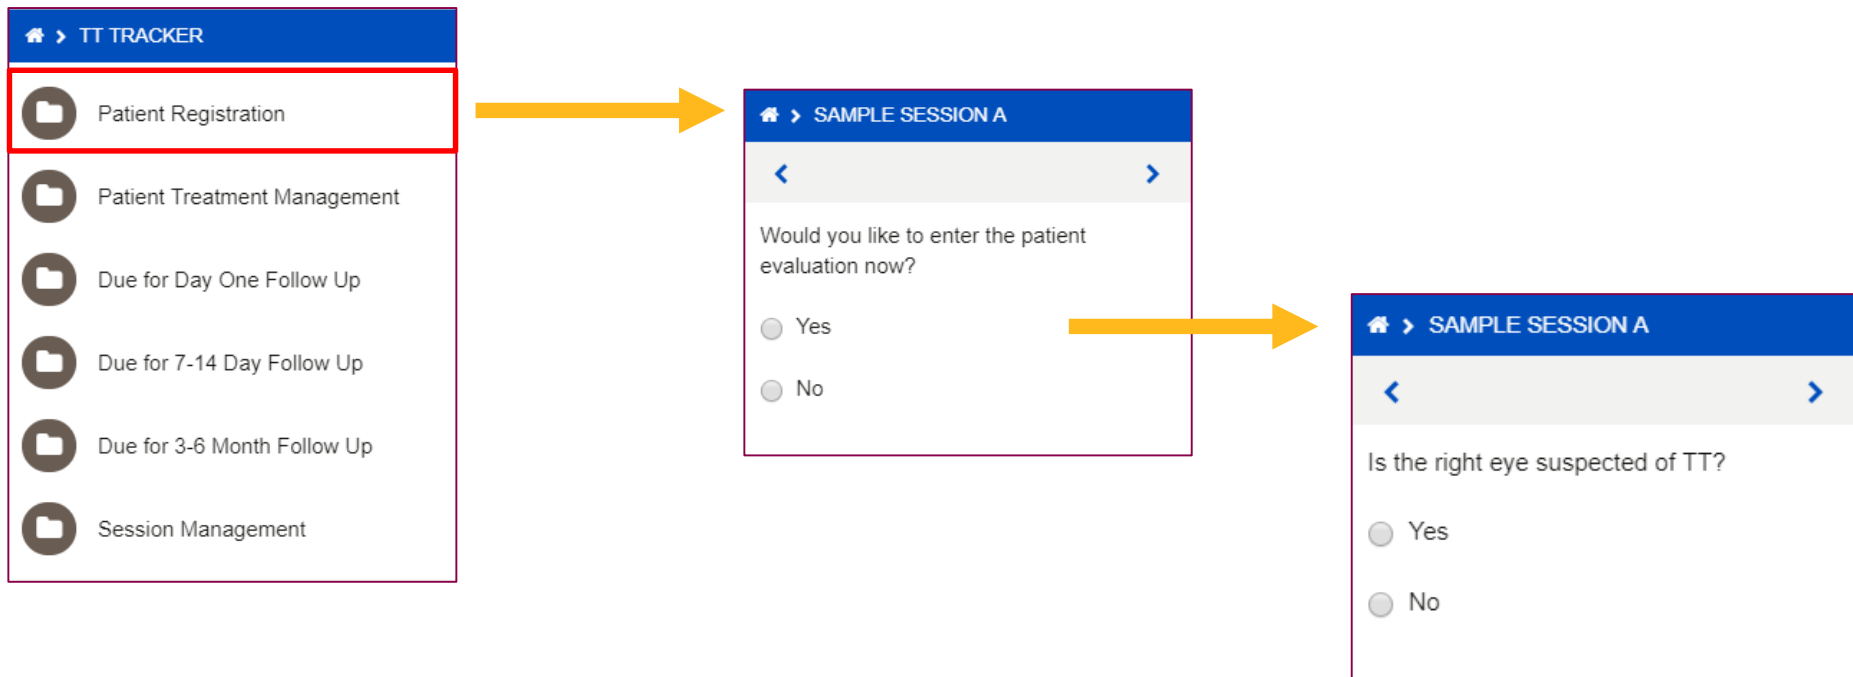 TT TRACKER
Patient Registration
Patient Treatment Management
Due for Day One Follow Up
Due for 7-14 Day Follow Up
Due for 3-6 Month Follow Up
Session Management
SAMPLE SESSION A
Would you like to enter the patient
evaluation now?
Yes
No
SAMPLE SESSION A
Is the right eye suspected of TT?
Yes
No